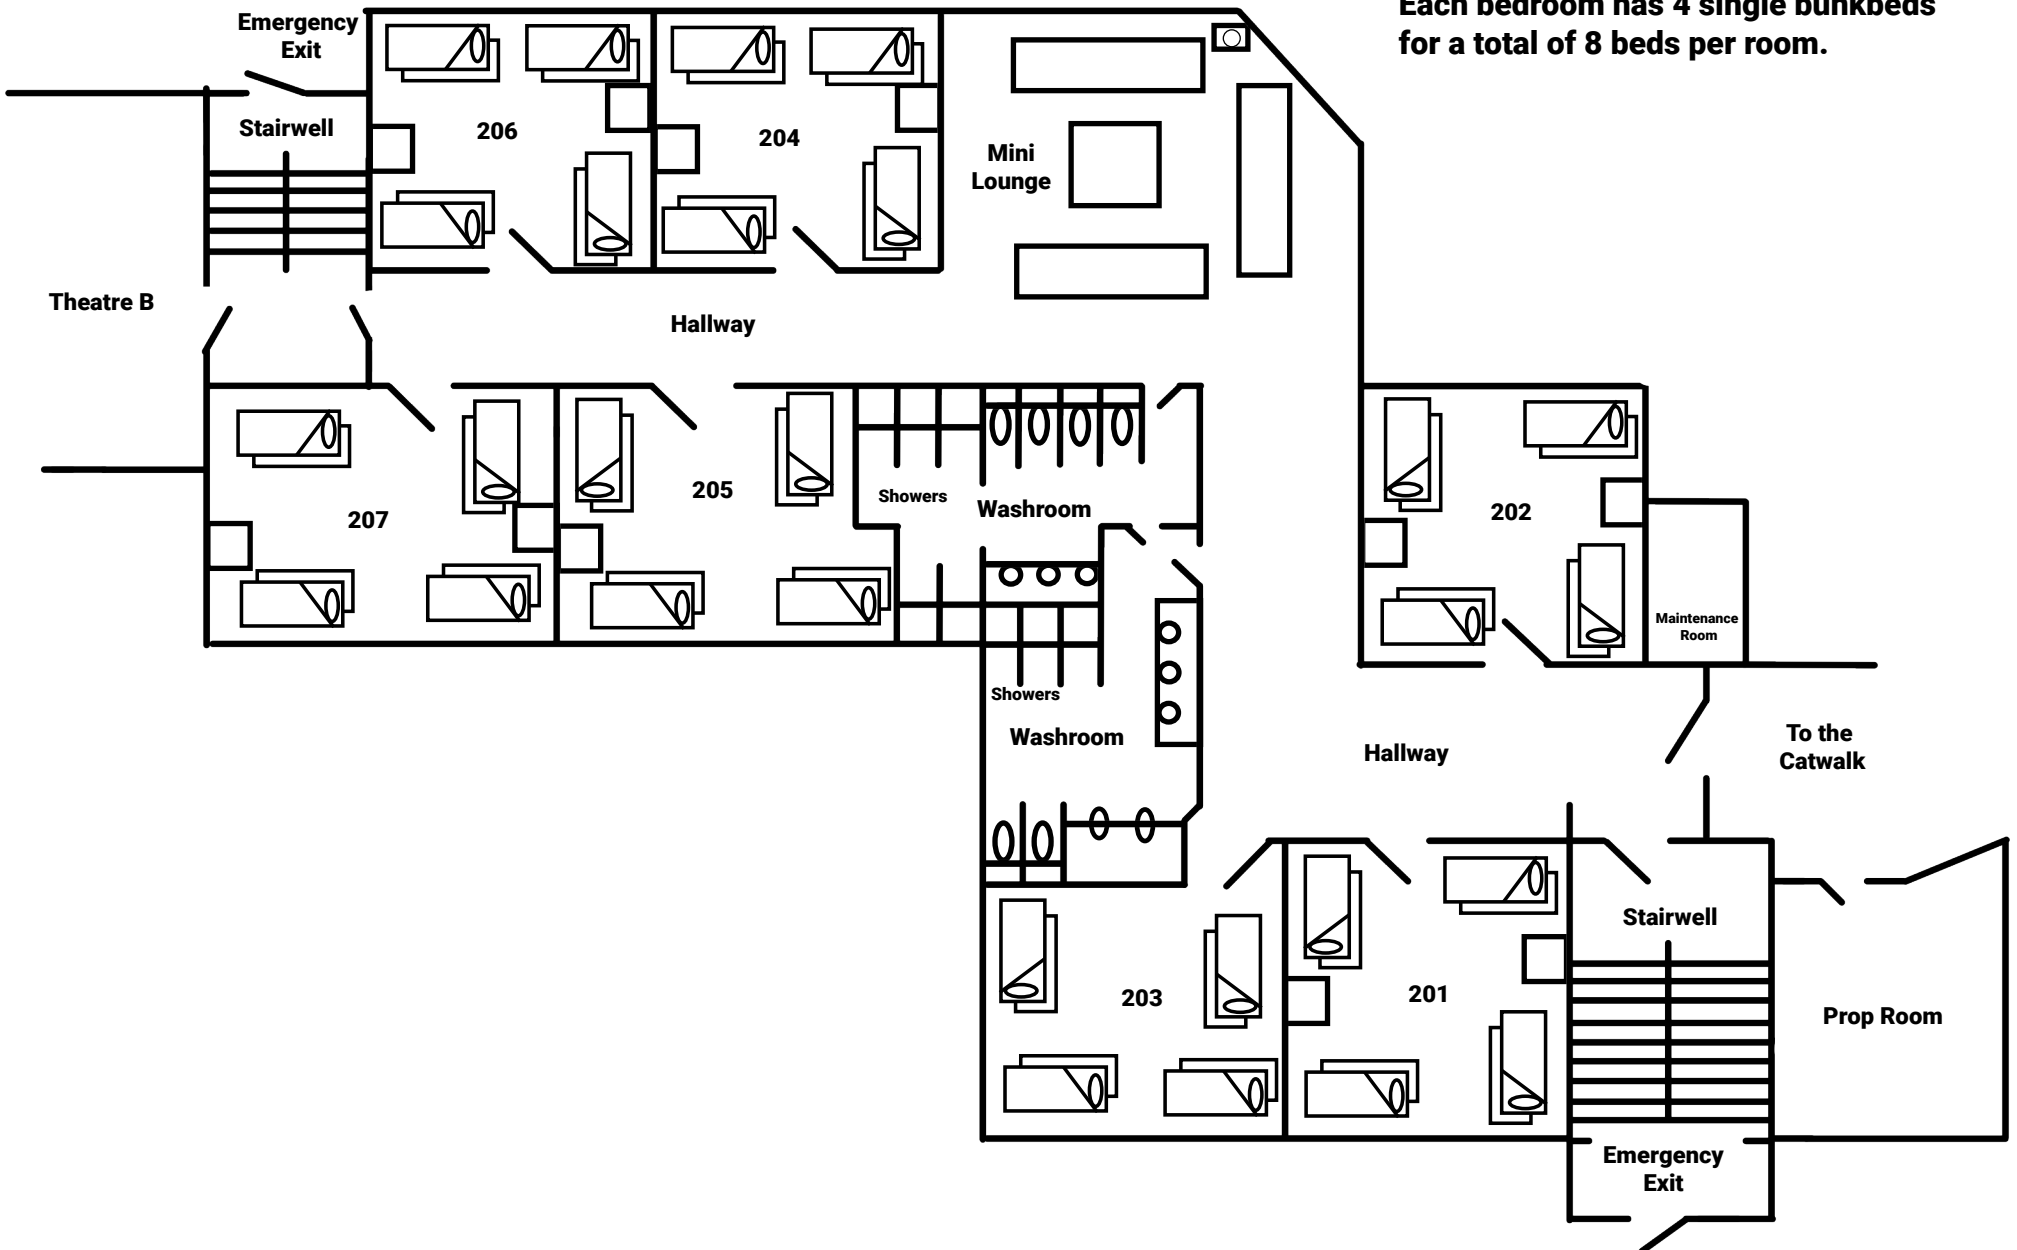 Each bedroom has 4 single bunkbeds
for a total of 8 beds per room.
Emergency
Exit
Stairwell
206
204
Mini
Lounge
Theatre B
Hallway
207
205
Showers
Washroom
202
Maintenance
Room
Showers
Washroom
Hallway
To the
Catwalk
Stairwell
203
201
Prop Room
Emergency
Exit